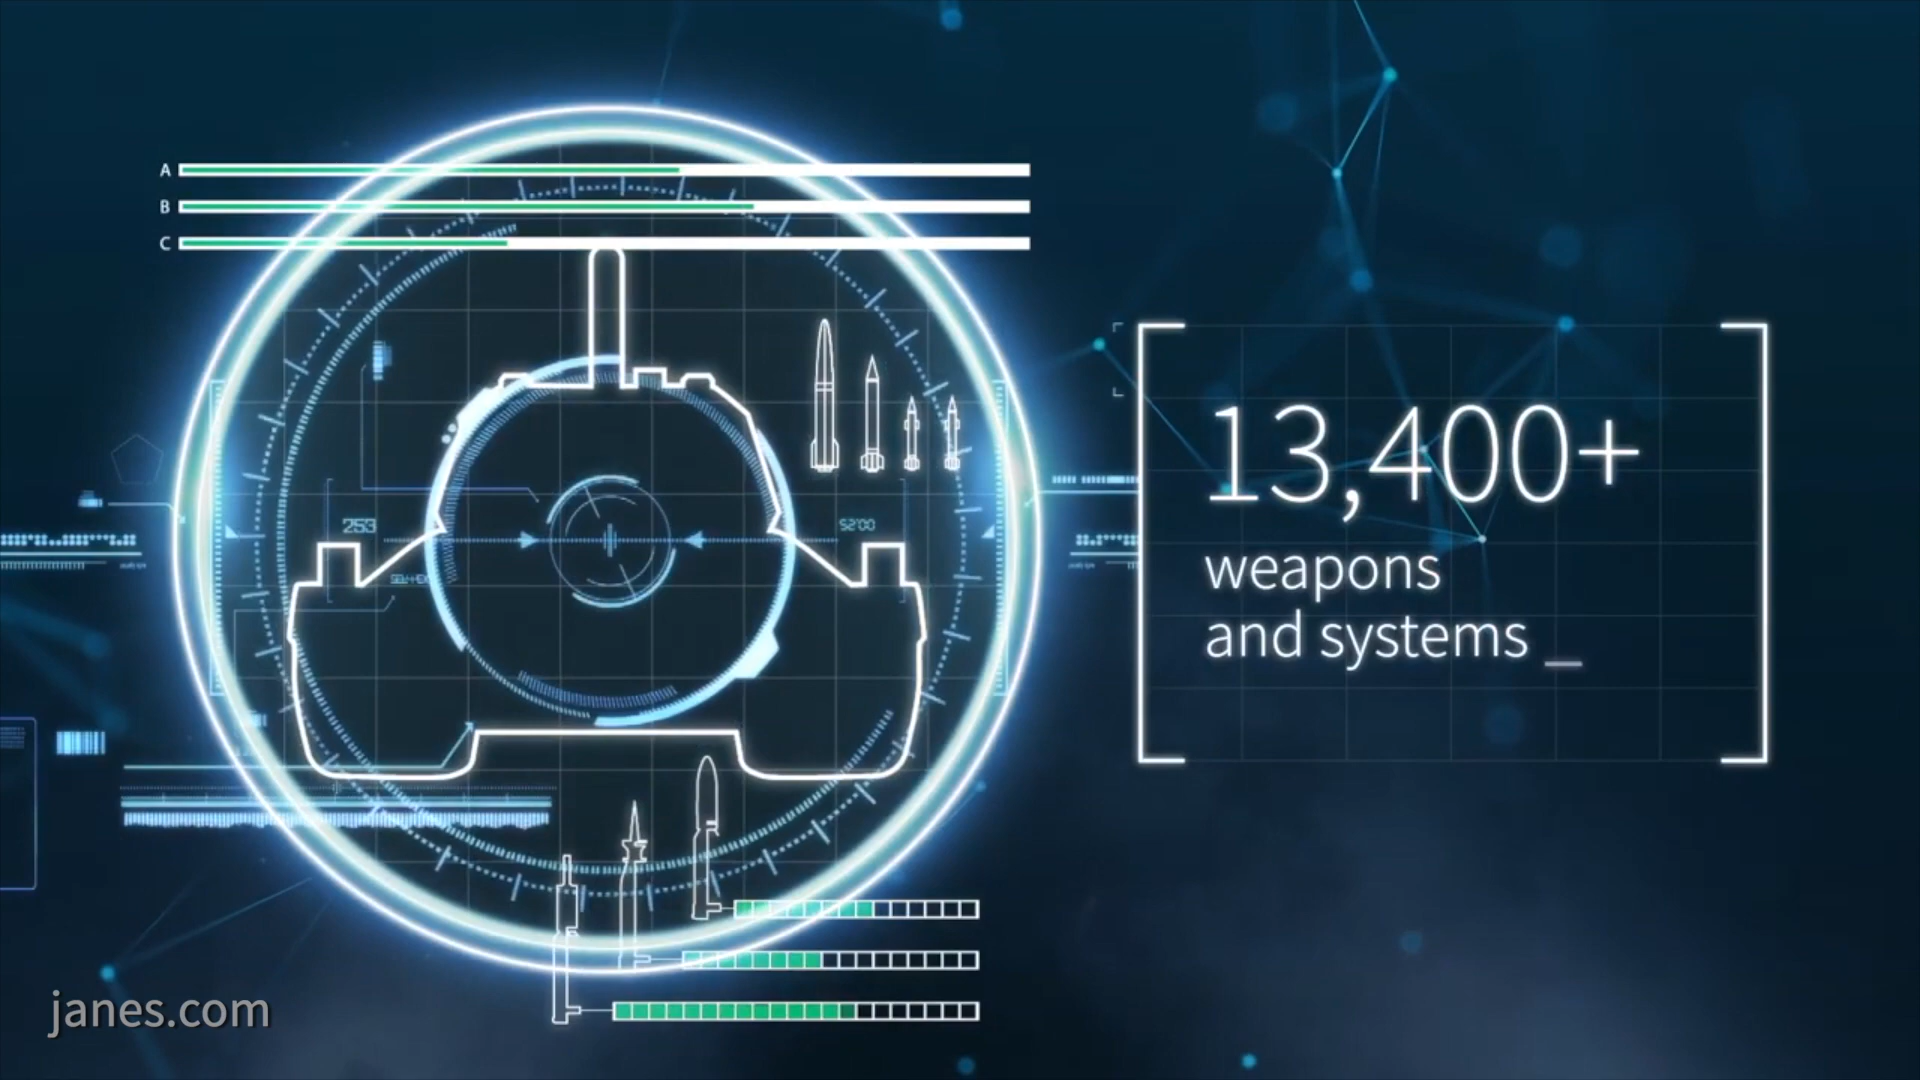 A
B
C
253
52'00
13,400+
weapons
and systems _
janes.com